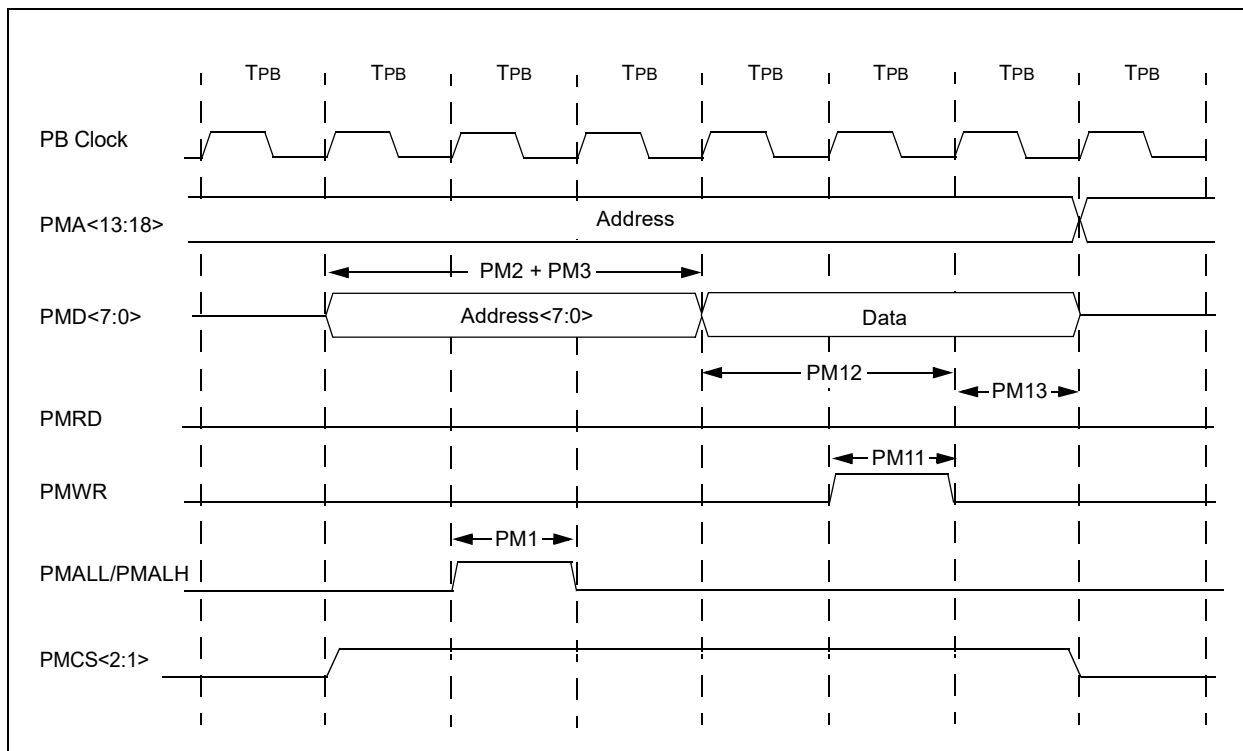 TPB TPB TPB TPB TPB TPB TPB TPB
PB Clock
PMA<13:18>
Address
PM2 + PM3
PMD<7:0>
Address<7:0>
Data
PM12
PM13
PMRD
PM11
PMWR
PM1
PMALL/PMALH
PMCS<2:1>